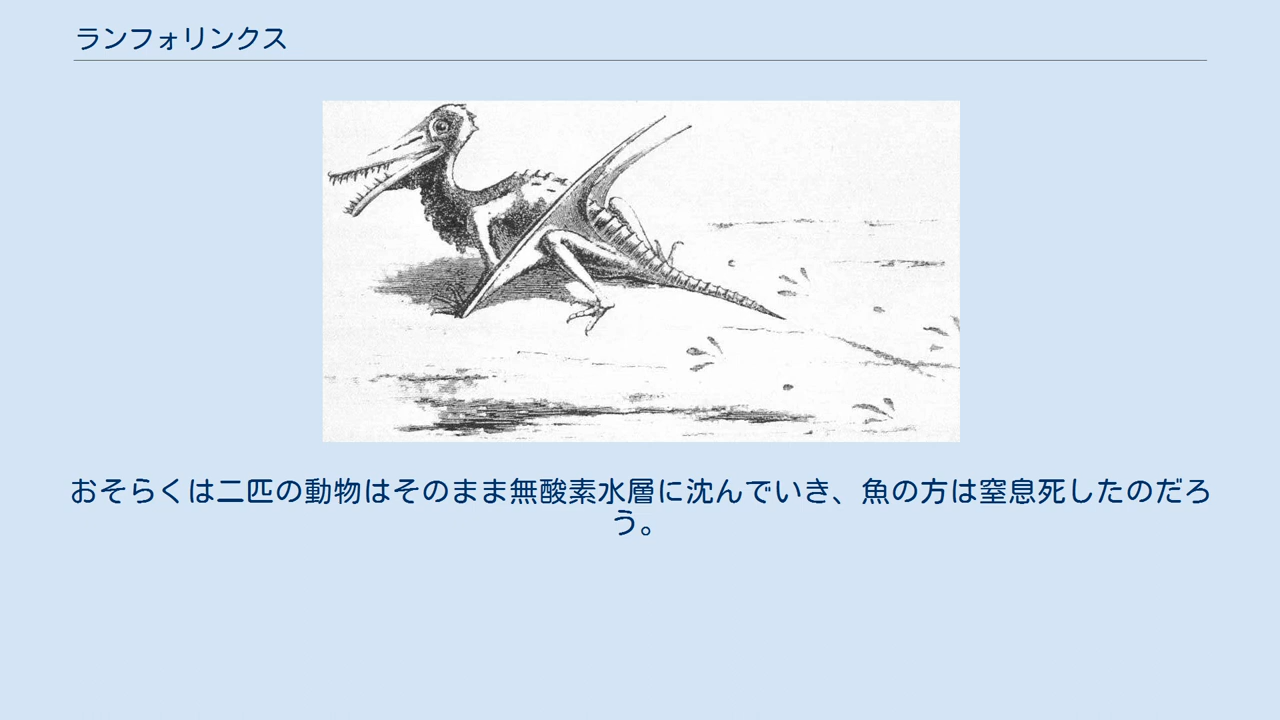 ランフォリンクス
おそらくは二匹の動物はそのまま無酸素水層に沈んでいき、魚の方は窒息死したのだろ
う。